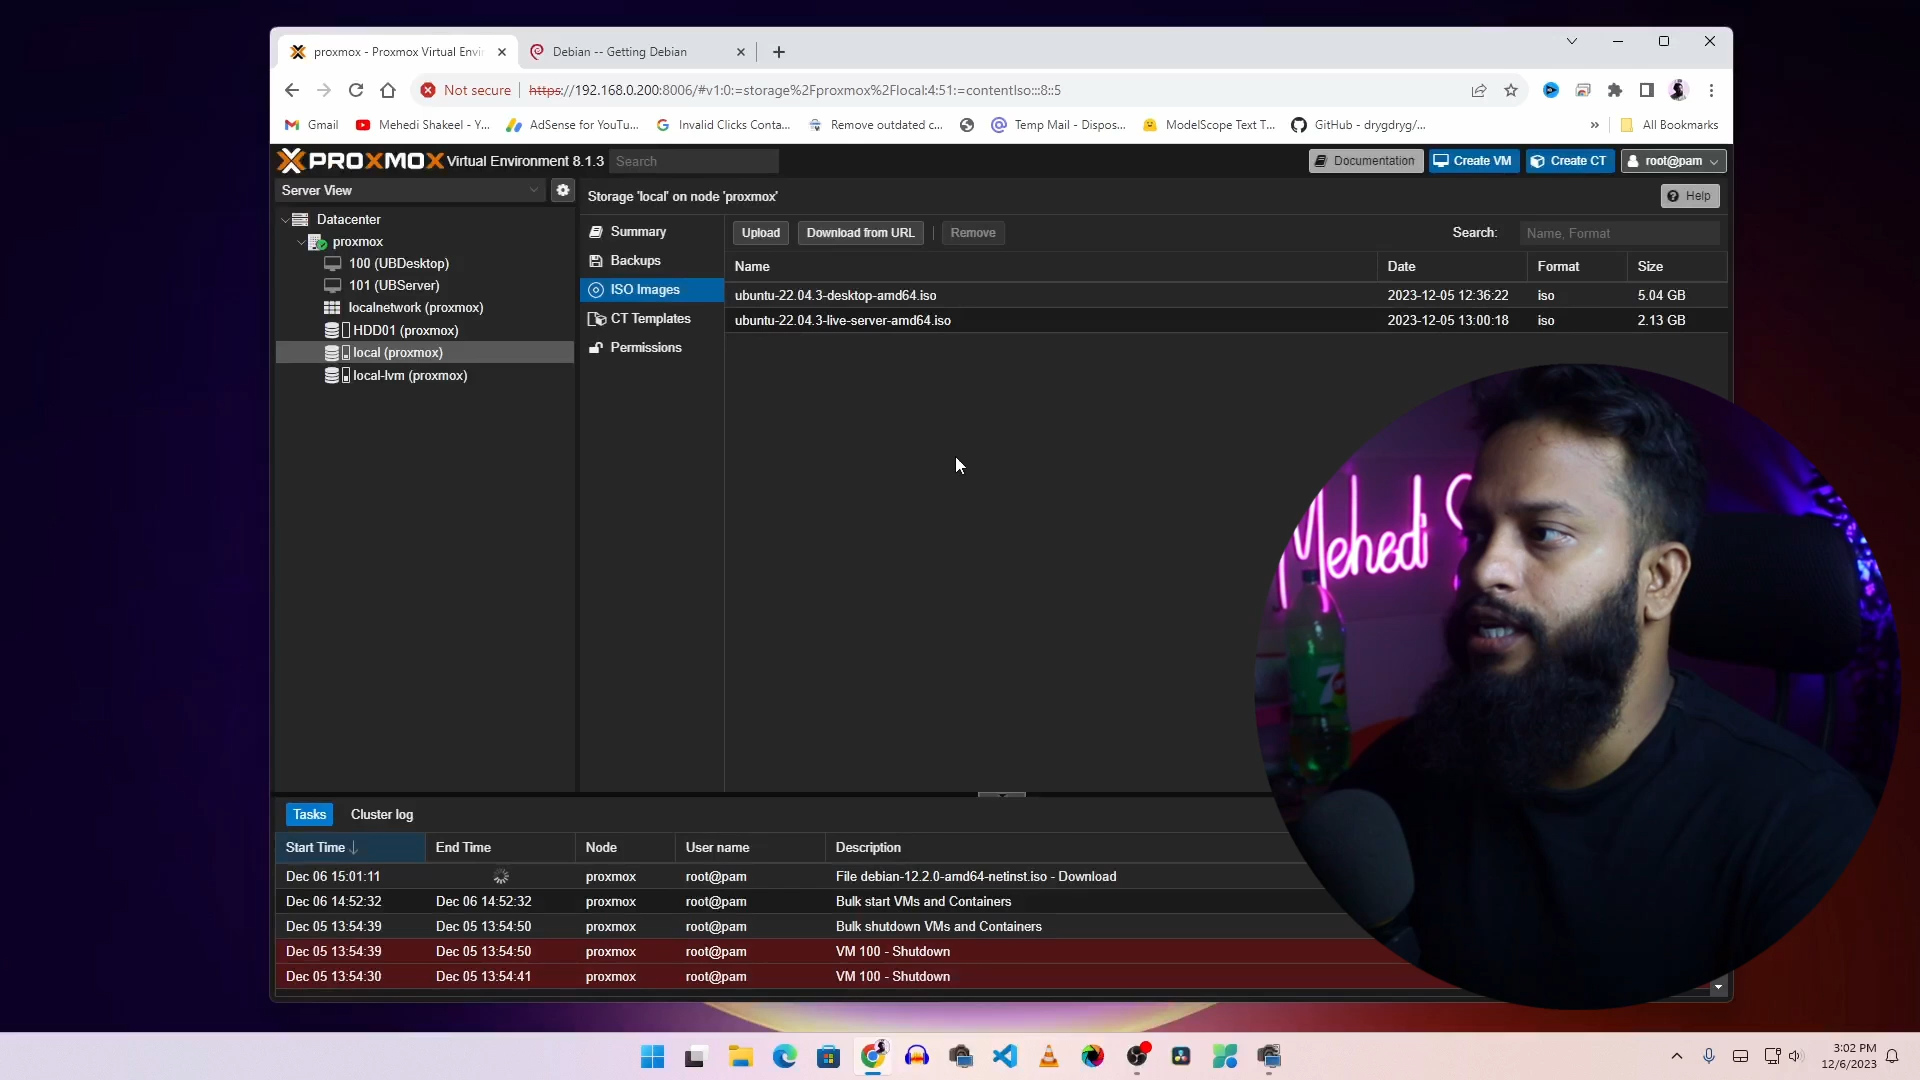 proxmox - Proxmox Virtual Envi
Debian -- Getting Debian
Not secure
https://192.168.0.200:8006/#v1:0:=storage%2Fproxmox%2Flocal:4:51:=contentIso:::8::5
Gmail
Mehedi Shakeel - Y...
AdSense for YouTu...
Invalid Clicks Conta...
Remove outdated c...
Temp Mail - Dispos...
ModelScope Text T...
GitHub - drygdryg/...
»
All Bookmarks
PROXMOX Virtual Environment 8.1.3
Search
Documentation
Create VM
Create CT
root@pam
Server View
Storage 'local' on node 'proxmox'
Help
Datacenter
proxmox
100 (UBDesktop)
101 (UBServer)
localnetwork (proxmox)
HDD01 (proxmox)
local (proxmox)
local-lvm (proxmox)
Summary
Backups
ISO Images
CT Templates
Permissions
Upload
Download from URL
Remove
Search:
Name, Format
Name Date Format Size
ubuntu-22.04.3-desktop-amd64.iso 2023-12-05 12:36:22 iso 5.04 GB
ubuntu-22.04.3-live-server-amd64.iso 2023-12-05 13:00:18 iso 2.13 GB
Mehedi S
7
Tasks
Cluster log
Start Time End Time Node User name Description
Dec 06 15:01:11 proxmox root@pam File debian-12.2.0-amd64-netinst.iso - Download
Dec 06 14:52:32 Dec 06 14:52:32 proxmox root@pam Bulk start VMs and Containers
Dec 05 13:54:39 Dec 05 13:54:50 proxmox root@pam Bulk shutdown VMs and Containers
Dec 05 13:54:39 Dec 05 13:54:50 proxmox root@pam VM 100 - Shutdown
Dec 05 13:54:30 Dec 05 13:54:41 proxmox root@pam VM 100 - Shutdown
3:02 PM
12/6/2023